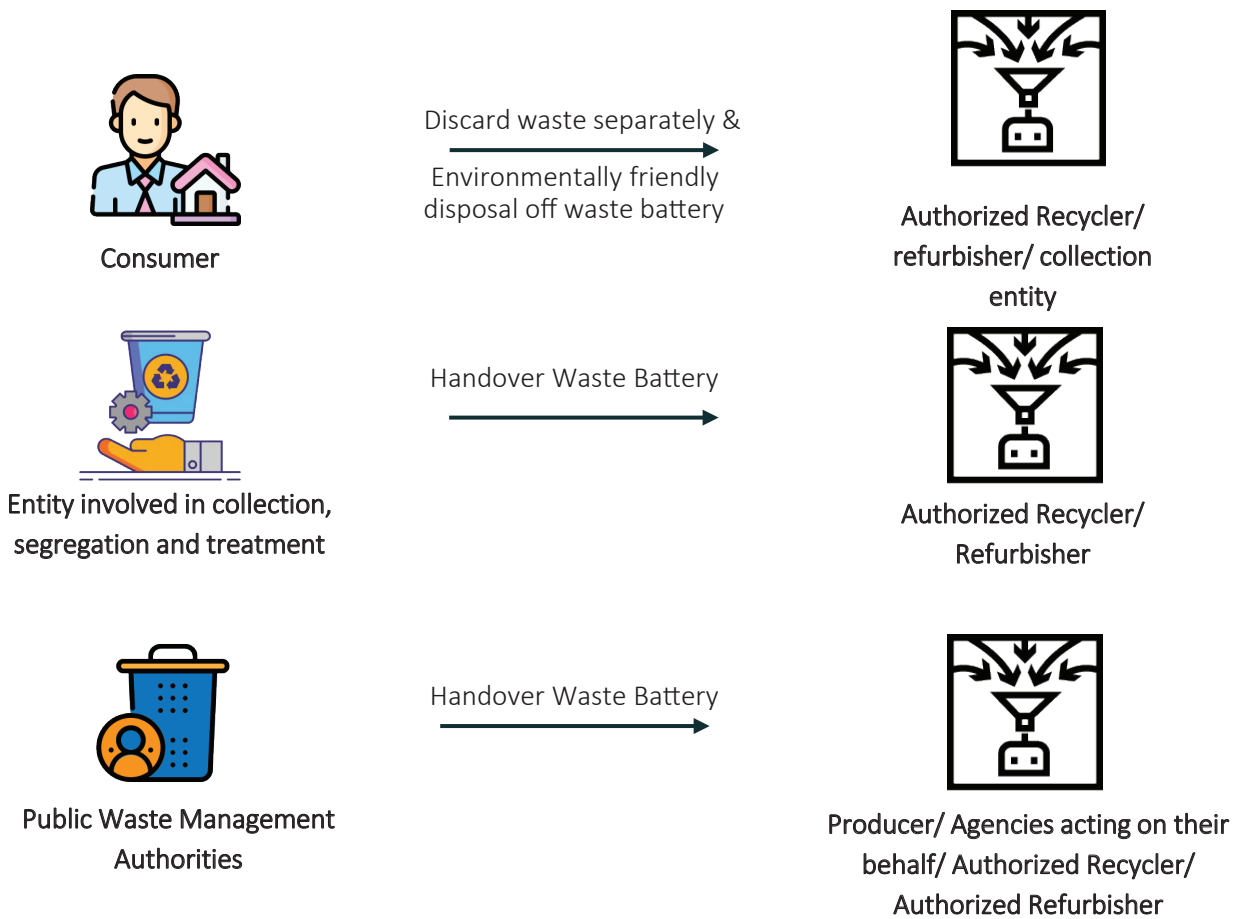 Discard waste separately &
Environmentally friendly
disposal off waste battery
Consumer
Authorized Recycler/
refurbisher/ collection
entity
Handover Waste Battery
Entity involved in collection,
segregation and treatment
Authorized Recycler/
Refurbisher
Handover Waste Battery
Public Waste Management
Authorities
Producer/ Agencies acting on their
behalf/ Authorized Recycler/
Authorized Refurbisher